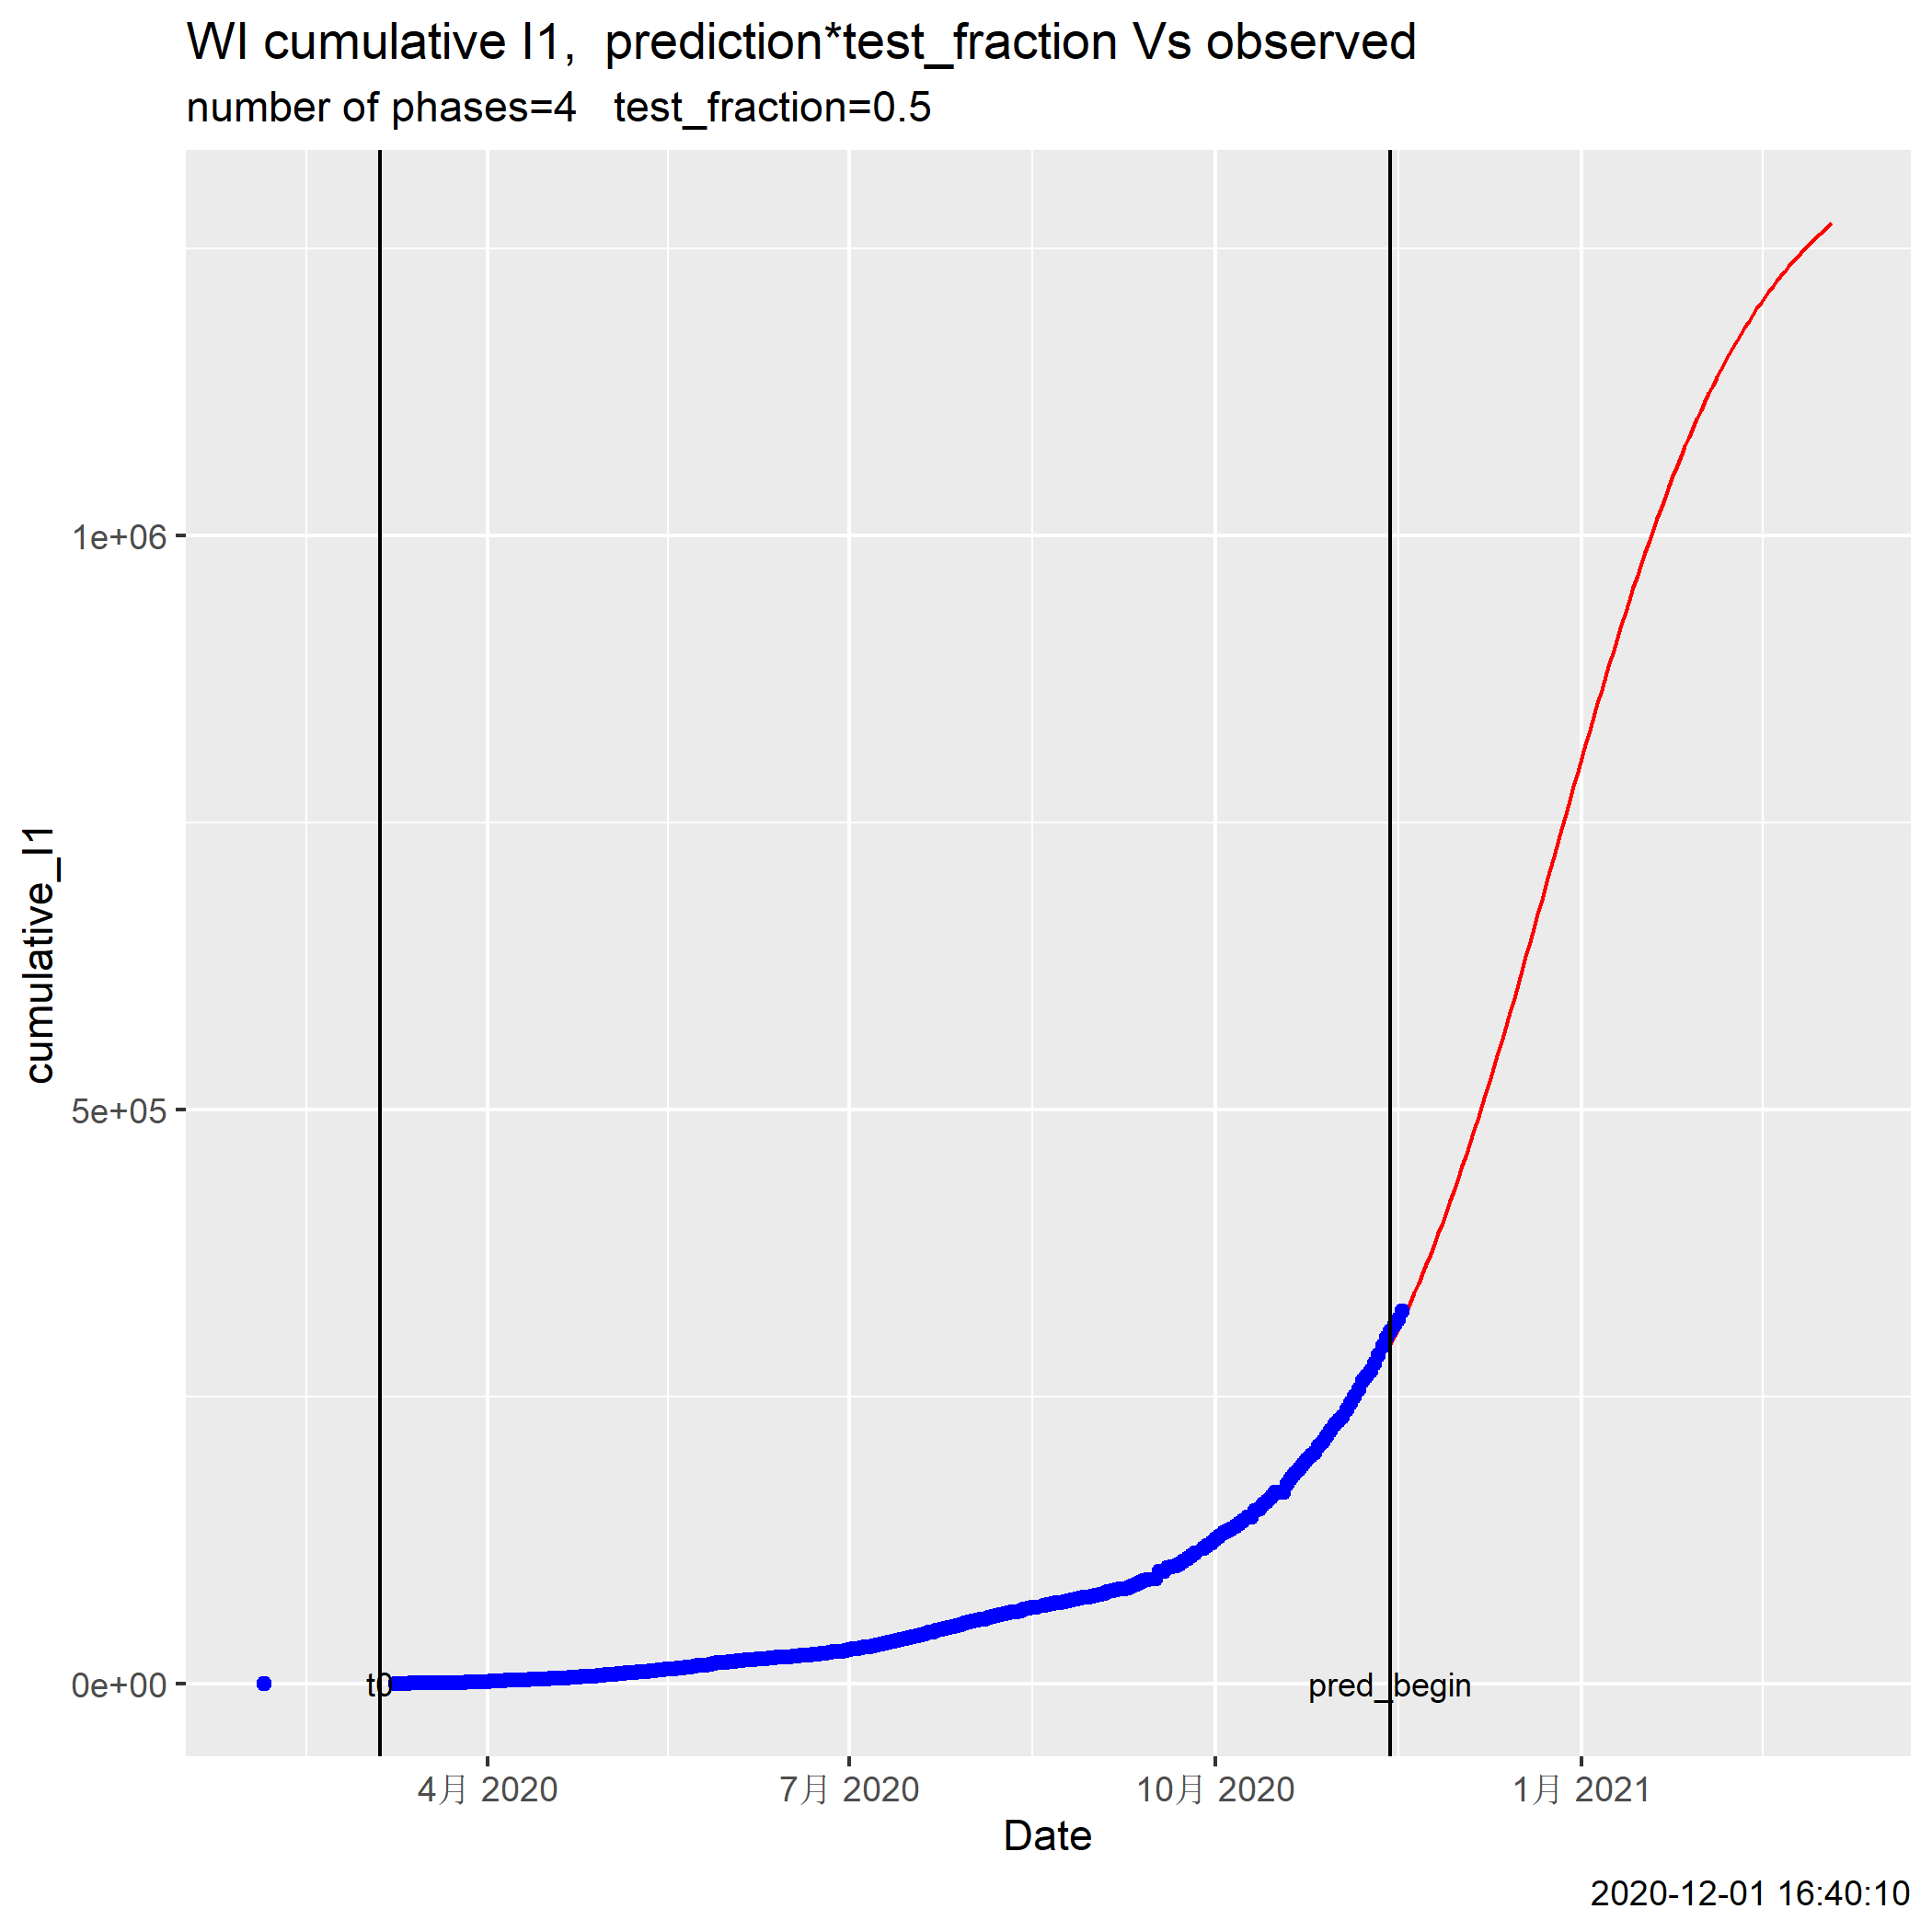 WI cumulative I1,  prediction*test_fraction Vs observed
number of phases=4   test_fraction=0.5
cumulative_I1
1e+06
5e+05
0e+00
t0
pred_begin
4月 2020
7月 2020
10月 2020
1月 2021
Date
2020-12-01 16:40:10